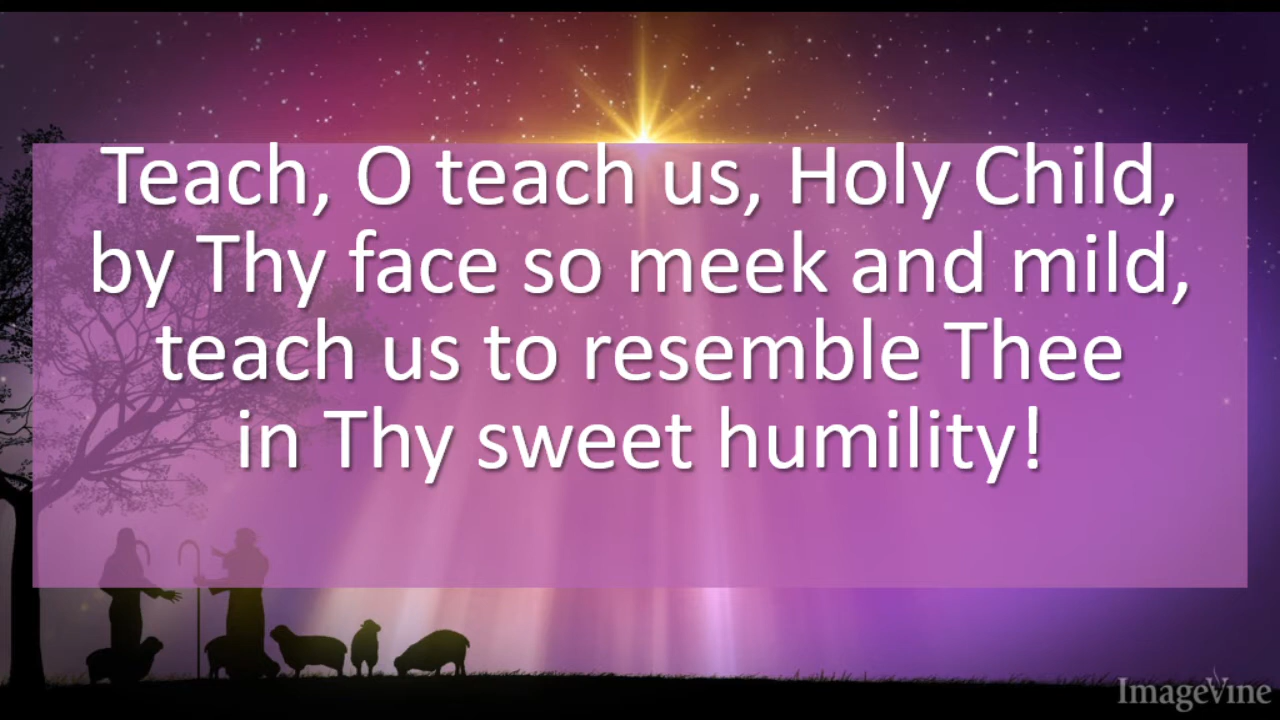 Teach, O teach us, Holy Child,
by Thy face so meek and mild,
teach us to resemble Thee
in Thy sweet humility!
ImageVine